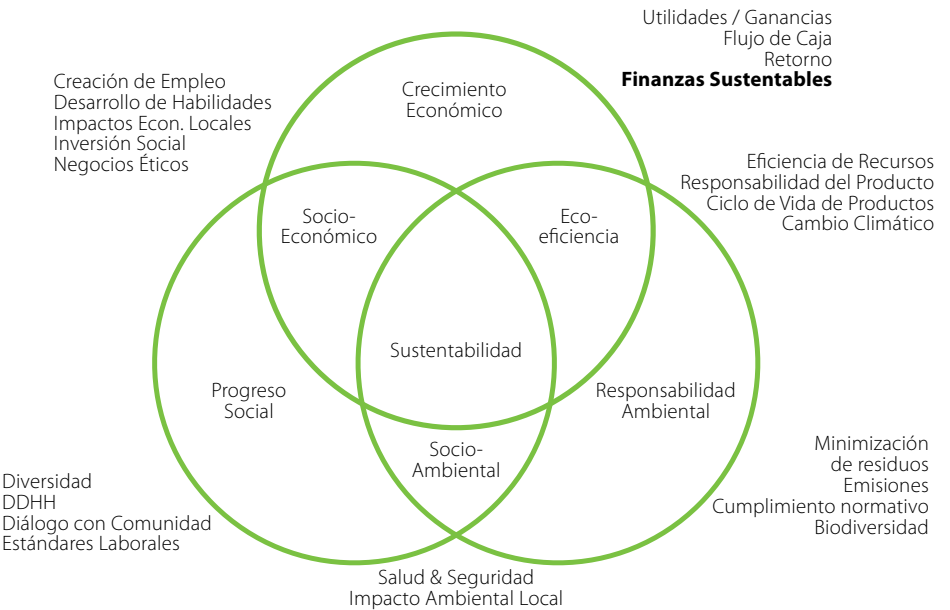 Utilidades / Ganancias
Flujo de Caja
Retorno
Finanzas Sustentables
Creación de Empleo
Desarrollo de Habilidades
Impactos Econ. Locales
Inversión Social
Negocios Éticos
Crecimiento
Económico
Eficiencia de Recursos
Responsabilidad del Producto
Ciclo de Vida de Productos
Cambio Climático
Socio-
Económico
Eco-
eficiencia
Sustentabilidad
Progreso
Social
Responsabilidad
Ambiental
Socio-
Ambiental
Minimización
de residuos
Emisiones
Cumplimiento normativo
Biodiversidad
Diversidad
DDHH
Diálogo con Comunidad
Estándares Laborales
Salud & Seguridad
Impacto Ambiental Local